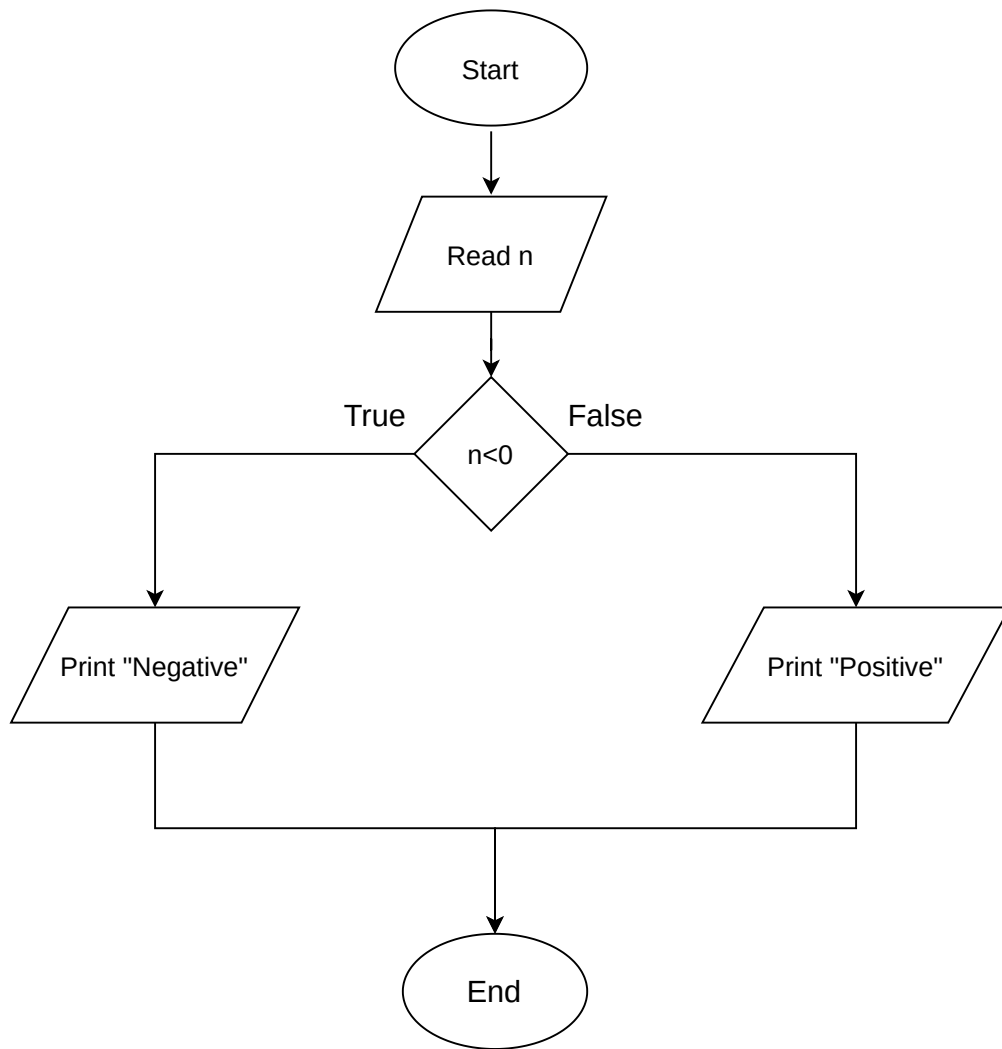 Start
Read n
True
False
n<0
Print "Negative"
Print "Positive"
End